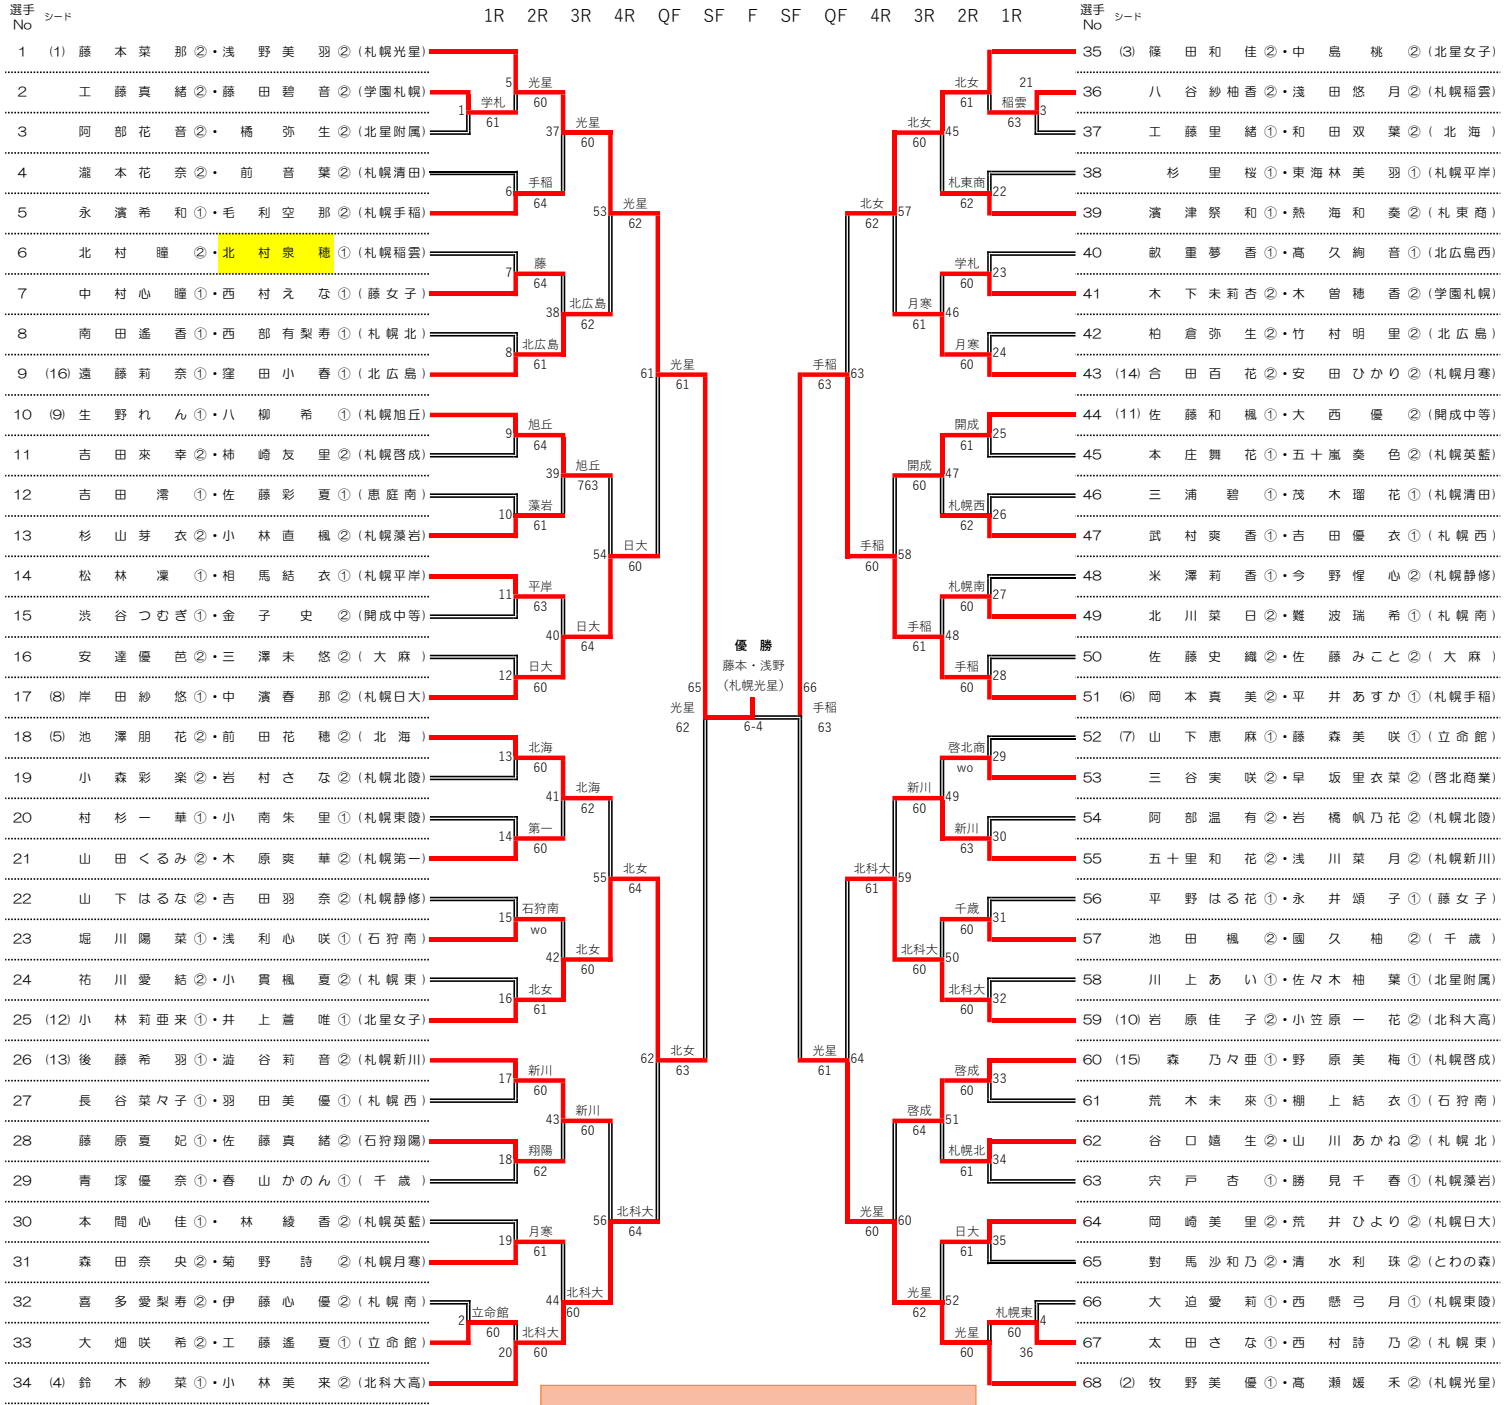 選手No シード 1R 2R 3R 4R QF SF F SF QF 4R 3R 2R 1R 選手No シード
1 (1) 藤本菜那②・浅野美羽②(札幌光星)
2 工藤真緒②・藤田碧音②(学園札幌)
3 阿部花音②・橘弥生②(北星附属)
4 瀧本花奈②・前音葉②(札幌清田)
5 永濱希和①・毛利空那②(札幌手稲)
6 北村瞳②・北村泉穂①(札幌稲雲)
7 中村心瞳①・西村えな①(藤女子)
8 南田遙香①・西部有梨寿①(札幌北)
9 (16) 遠藤莉奈①・窪田小春①(北広島)
10 (9) 生野れん①・八柳希①(札幌旭丘)
11 吉田來幸②・柿崎友里②(札幌啓成)
12 吉田澪①・佐藤彩夏①(恵庭南)
13 杉山芽衣②・小林直楓②(札幌藻岩)
14 松林凜①・相馬結衣①(札幌平岸)
15 渋谷つむぎ①・金子史②(開成中等)
16 安達優芭②・三澤未悠②(大麻)
17 (8) 岸田紗悠①・中濱春那②(札幌日大)
18 (5) 池澤朋花②・前田花穂②(北海)
19 小森彩楽②・岩村さな②(札幌北陵)
20 村杉一華①・小南朱里①(札幌東陵)
21 山田くるみ②・木原爽華②(札幌第一)
22 山下はるな②・吉田羽奈②(札幌静修)
23 堀川陽菜①・浅利心咲①(石狩南)
24 祐川愛結②・小貫楓夏②(札幌東)
25 (12) 小林莉亜来①・井上蒼唯①(北星女子)
26 (13) 後藤希羽①・澁谷莉音②(札幌新川)
27 長谷菜々子①・羽田美優①(札幌西)
28 藤原夏妃①・佐藤真緒②(石狩翔陽)
29 青塚優奈①・春山かのん①(千歳)
30 本間心佳①・林綾香②(札幌英藍)
31 森田奈央②・菊野詩②(札幌月寒)
32 喜多愛梨寿②・伊藤心優②(札幌南)
33 大畑咲希②・工藤遙夏①(立命館)
34 (4) 鈴木紗菜①・小林美来②(北科大高)
1 学札 61
2 立命館 60
5 光星 60
6 手稲 64
7 藤 64
8 北広島 61
9 旭丘 64
10 藻岩 61
11 平岸 63
12 日大 60
13 北海 60
14 第一 60
15 石狩南 wo
16 北女 61
17 新川 60
18 翔陽 62
19 月寒 61
20 北科大 60
37 光星 60
38 北広島 62
39 旭丘 763
40 日大 64
41 北海 62
42 北女 60
43 新川 60
44 北科大 60
53 光星 62
54 日大 60
55 北女 64
56 北科大 64
61 光星 61
62 北女 63
65 光星 62
優勝
藤本・浅野
(札幌光星)
6-4
66 手稲 63
63 手稲 63
64 光星 61
57 北女 62
58 手稲 60
59 北科大 61
60 光星 60
45 北女 60
46 月寒 61
47 開成 60
48 手稲 61
49 新川 60
50 北科大 60
51 啓成 64
52 光星 62
21 北女 61
22 札東商 62
23 学札 60
24 月寒 60
25 開成 61
26 札幌西 62
27 札幌南 60
28 手稲 60
29 啓北商 wo
30 新川 63
31 千歳 60
32 北科大 60
33 啓成 60
34 札幌北 61
35 日大 61
36 光星 60
3 稲雲 63
4 札幌東 60
35 (3) 篠田和佳②・中島桃②(北星女子)
36 八谷紗柚香②・淺田悠月②(札幌稲雲)
37 工藤里緒①・和田双葉②(北海)
38 杉里桜①・東海林美羽①(札幌平岸)
39 濱津祭和①・熱海和奏②(札東商)
40 畝重夢香①・髙久絢音①(北広島西)
41 木下未莉杏②・木曽穂香②(学園札幌)
42 柏倉弥生②・竹村明里②(北広島)
43 (14) 合田百花②・安田ひかり②(札幌月寒)
44 (11) 佐藤和楓①・大西優②(開成中等)
45 本庄舞花①・五十嵐奏色②(札幌英藍)
46 三浦碧①・茂木瑠花①(札幌清田)
47 武村爽香①・吉田優衣①(札幌西)
48 米澤莉香①・今野惺心②(札幌静修)
49 北川菜日②・難波瑞希①(札幌南)
50 佐藤史織②・佐藤みこと②(大麻)
51 (6) 岡本真美②・平井あすか①(札幌手稲)
52 (7) 山下恵麻①・藤森美咲①(立命館)
53 三谷実咲②・早坂里衣菜②(啓北商業)
54 阿部温有②・岩橋帆乃花②(札幌北陵)
55 五十里和花②・浅川菜月②(札幌新川)
56 平野はる花①・永井頌子①(藤女子)
57 池田楓②・國久柚②(千歳)
58 川上あい①・佐々木柚葉①(北星附属)
59 (10) 岩原佳子②・小笠原一花②(北科大高)
60 (15) 森乃々亜①・野原美梅①(札幌啓成)
61 荒木未來①・棚上結衣①(石狩南)
62 谷口嬉生②・山川あかね②(札幌北)
63 宍戸杏①・勝見千春①(札幌藻岩)
64 岡崎美里②・荒井ひより②(札幌日大)
65 對馬沙和乃②・清水利珠②(とわの森)
66 大迫愛莉①・西懸弓月①(札幌東陵)
67 太田さな①・西村詩乃②(札幌東)
68 (2) 牧野美優①・髙瀬媛禾②(札幌光星)